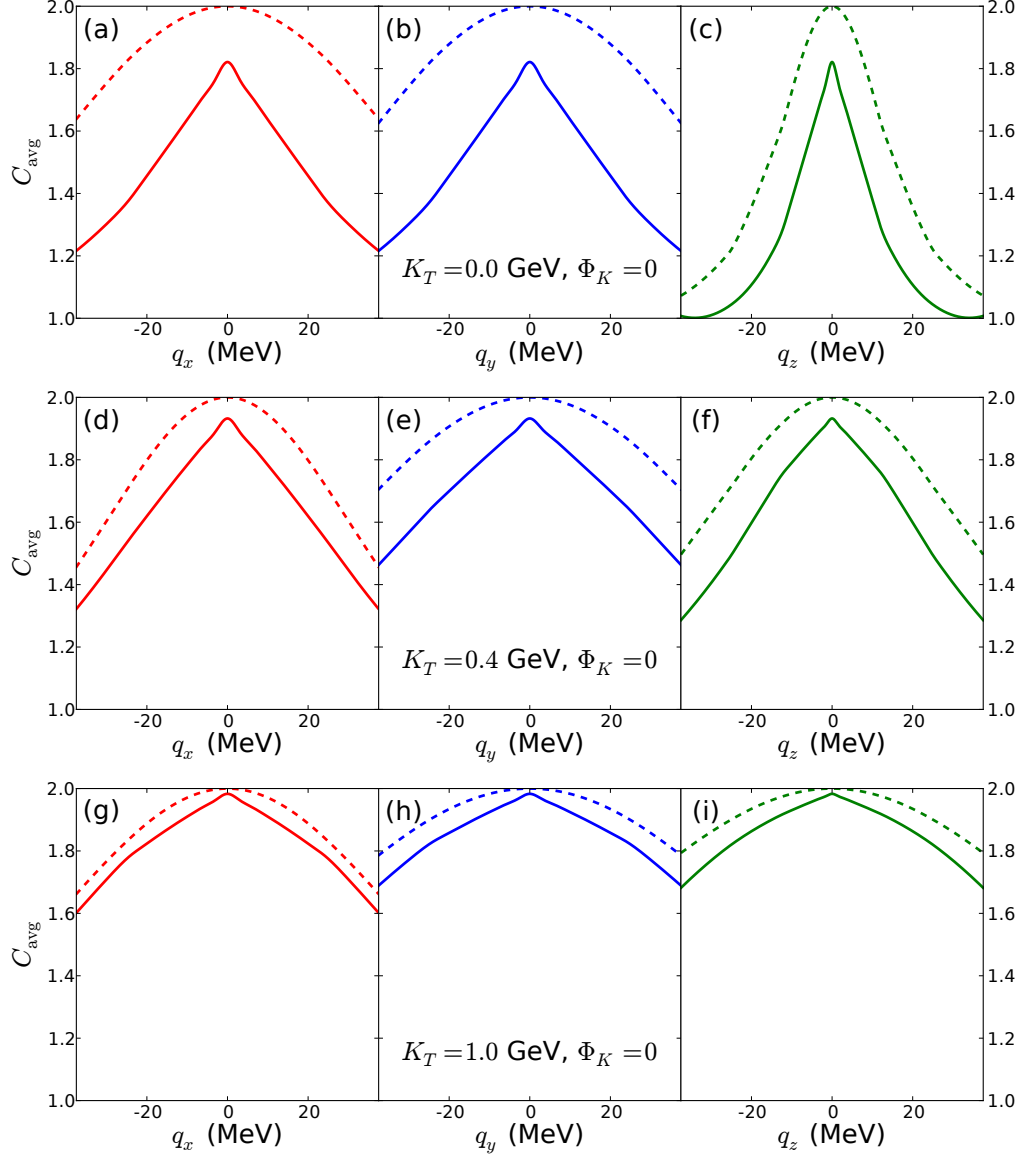 (a) (b) (c)
2.0 2.0
1.8 1.8
1.6 1.6
1.4 1.4
1.2 1.2
1.0 1.0
C_avg
K_T = 0.0 GeV, Φ_K = 0
-20 0 20 -20 0 20 -20 0 20
q_x (MeV) q_y (MeV) q_z (MeV)
(d) (e) (f)
2.0 2.0
1.8 1.8
1.6 1.6
1.4 1.4
1.2 1.2
1.0 1.0
C_avg
K_T = 0.4 GeV, Φ_K = 0
-20 0 20 -20 0 20 -20 0 20
q_x (MeV) q_y (MeV) q_z (MeV)
(g) (h) (i)
2.0 2.0
1.8 1.8
1.6 1.6
1.4 1.4
1.2 1.2
1.0 1.0
C_avg
K_T = 1.0 GeV, Φ_K = 0
-20 0 20 -20 0 20 -20 0 20
q_x (MeV) q_y (MeV) q_z (MeV)